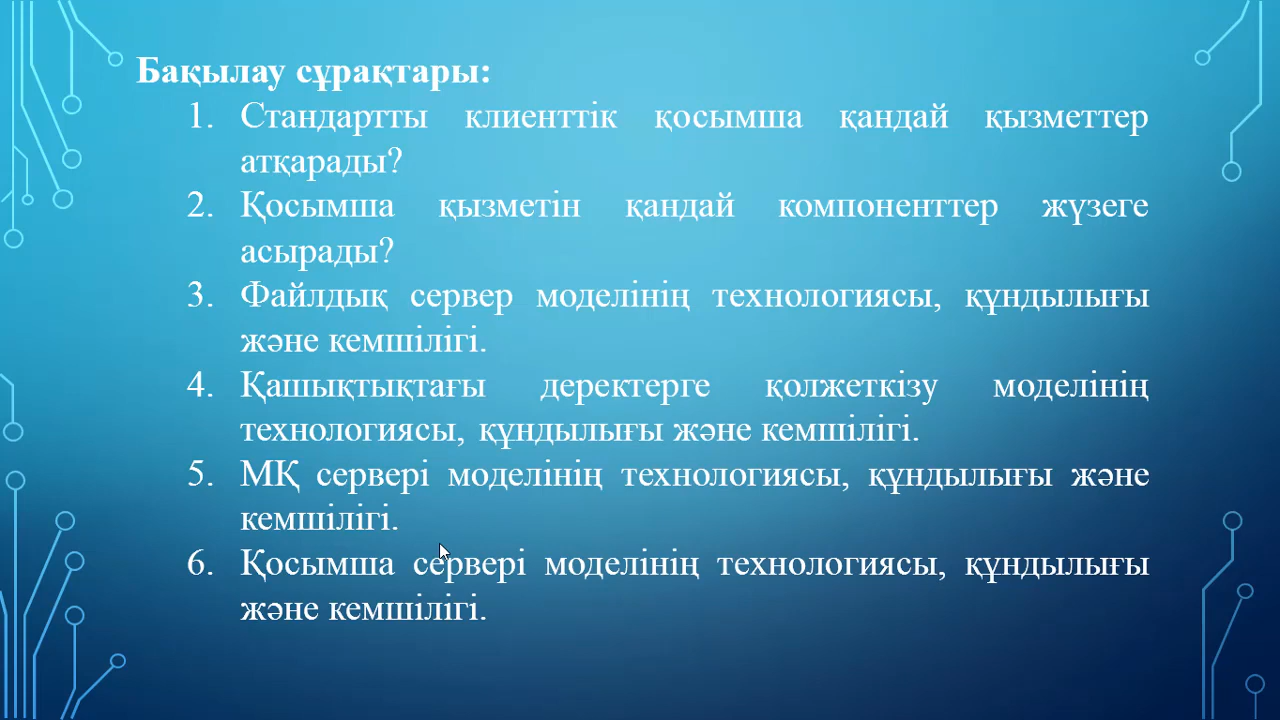 Бақылау сұрақтары:
1. Стандартты клиенттік қосымша қандай қызметтер
атқарады?
2. Қосымша қызметін қандай компоненттер жүзеге
асырады?
3. Файлдық сервер моделінің технологиясы, құндылығы
және кемшілігі.
4. Қашықтықтағы деректерге қолжеткізу моделінің
технологиясы, құндылығы және кемшілігі.
5. МҚ сервері моделінің технологиясы, құндылығы және
кемшілігі.
6. Қосымша сервері моделінің технологиясы, құндылығы
және кемшілігі.